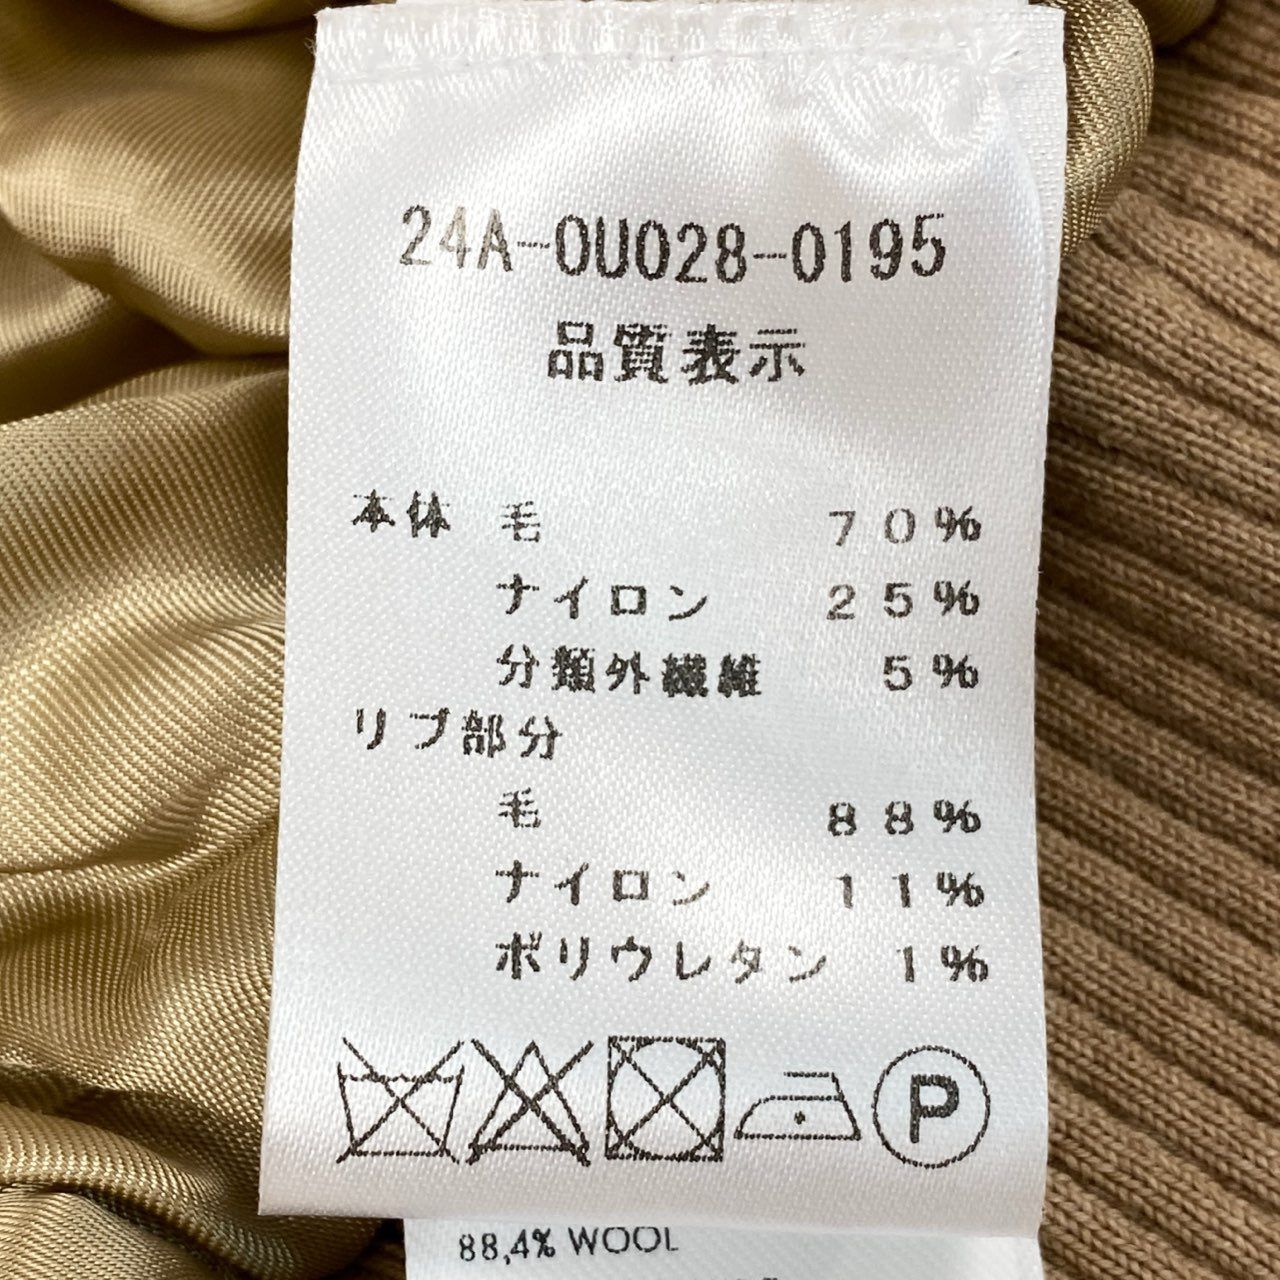 24A-0U028-0195
品質表示
本体 毛 70%
ナイロン 25%
分類外繊維 5%
リブ部分
毛 88%
ナイロン 11%
ポリウレタン 1%
P
88,4% WOOL